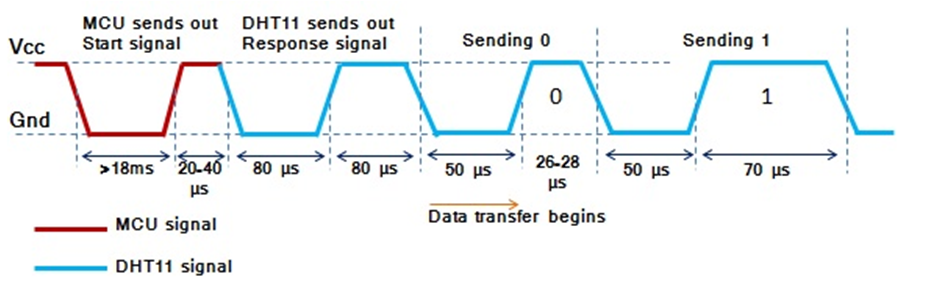 MCU sends out
Start signal
DHT11 sends out
Response signal
Sending 0
Sending 1
Vcc
0
1
Gnd
>18ms
20-40
µs
80 µs
80 µs
50 µs
26-28
µs
50 µs
70 µs
Data transfer begins
MCU signal
DHT11 signal